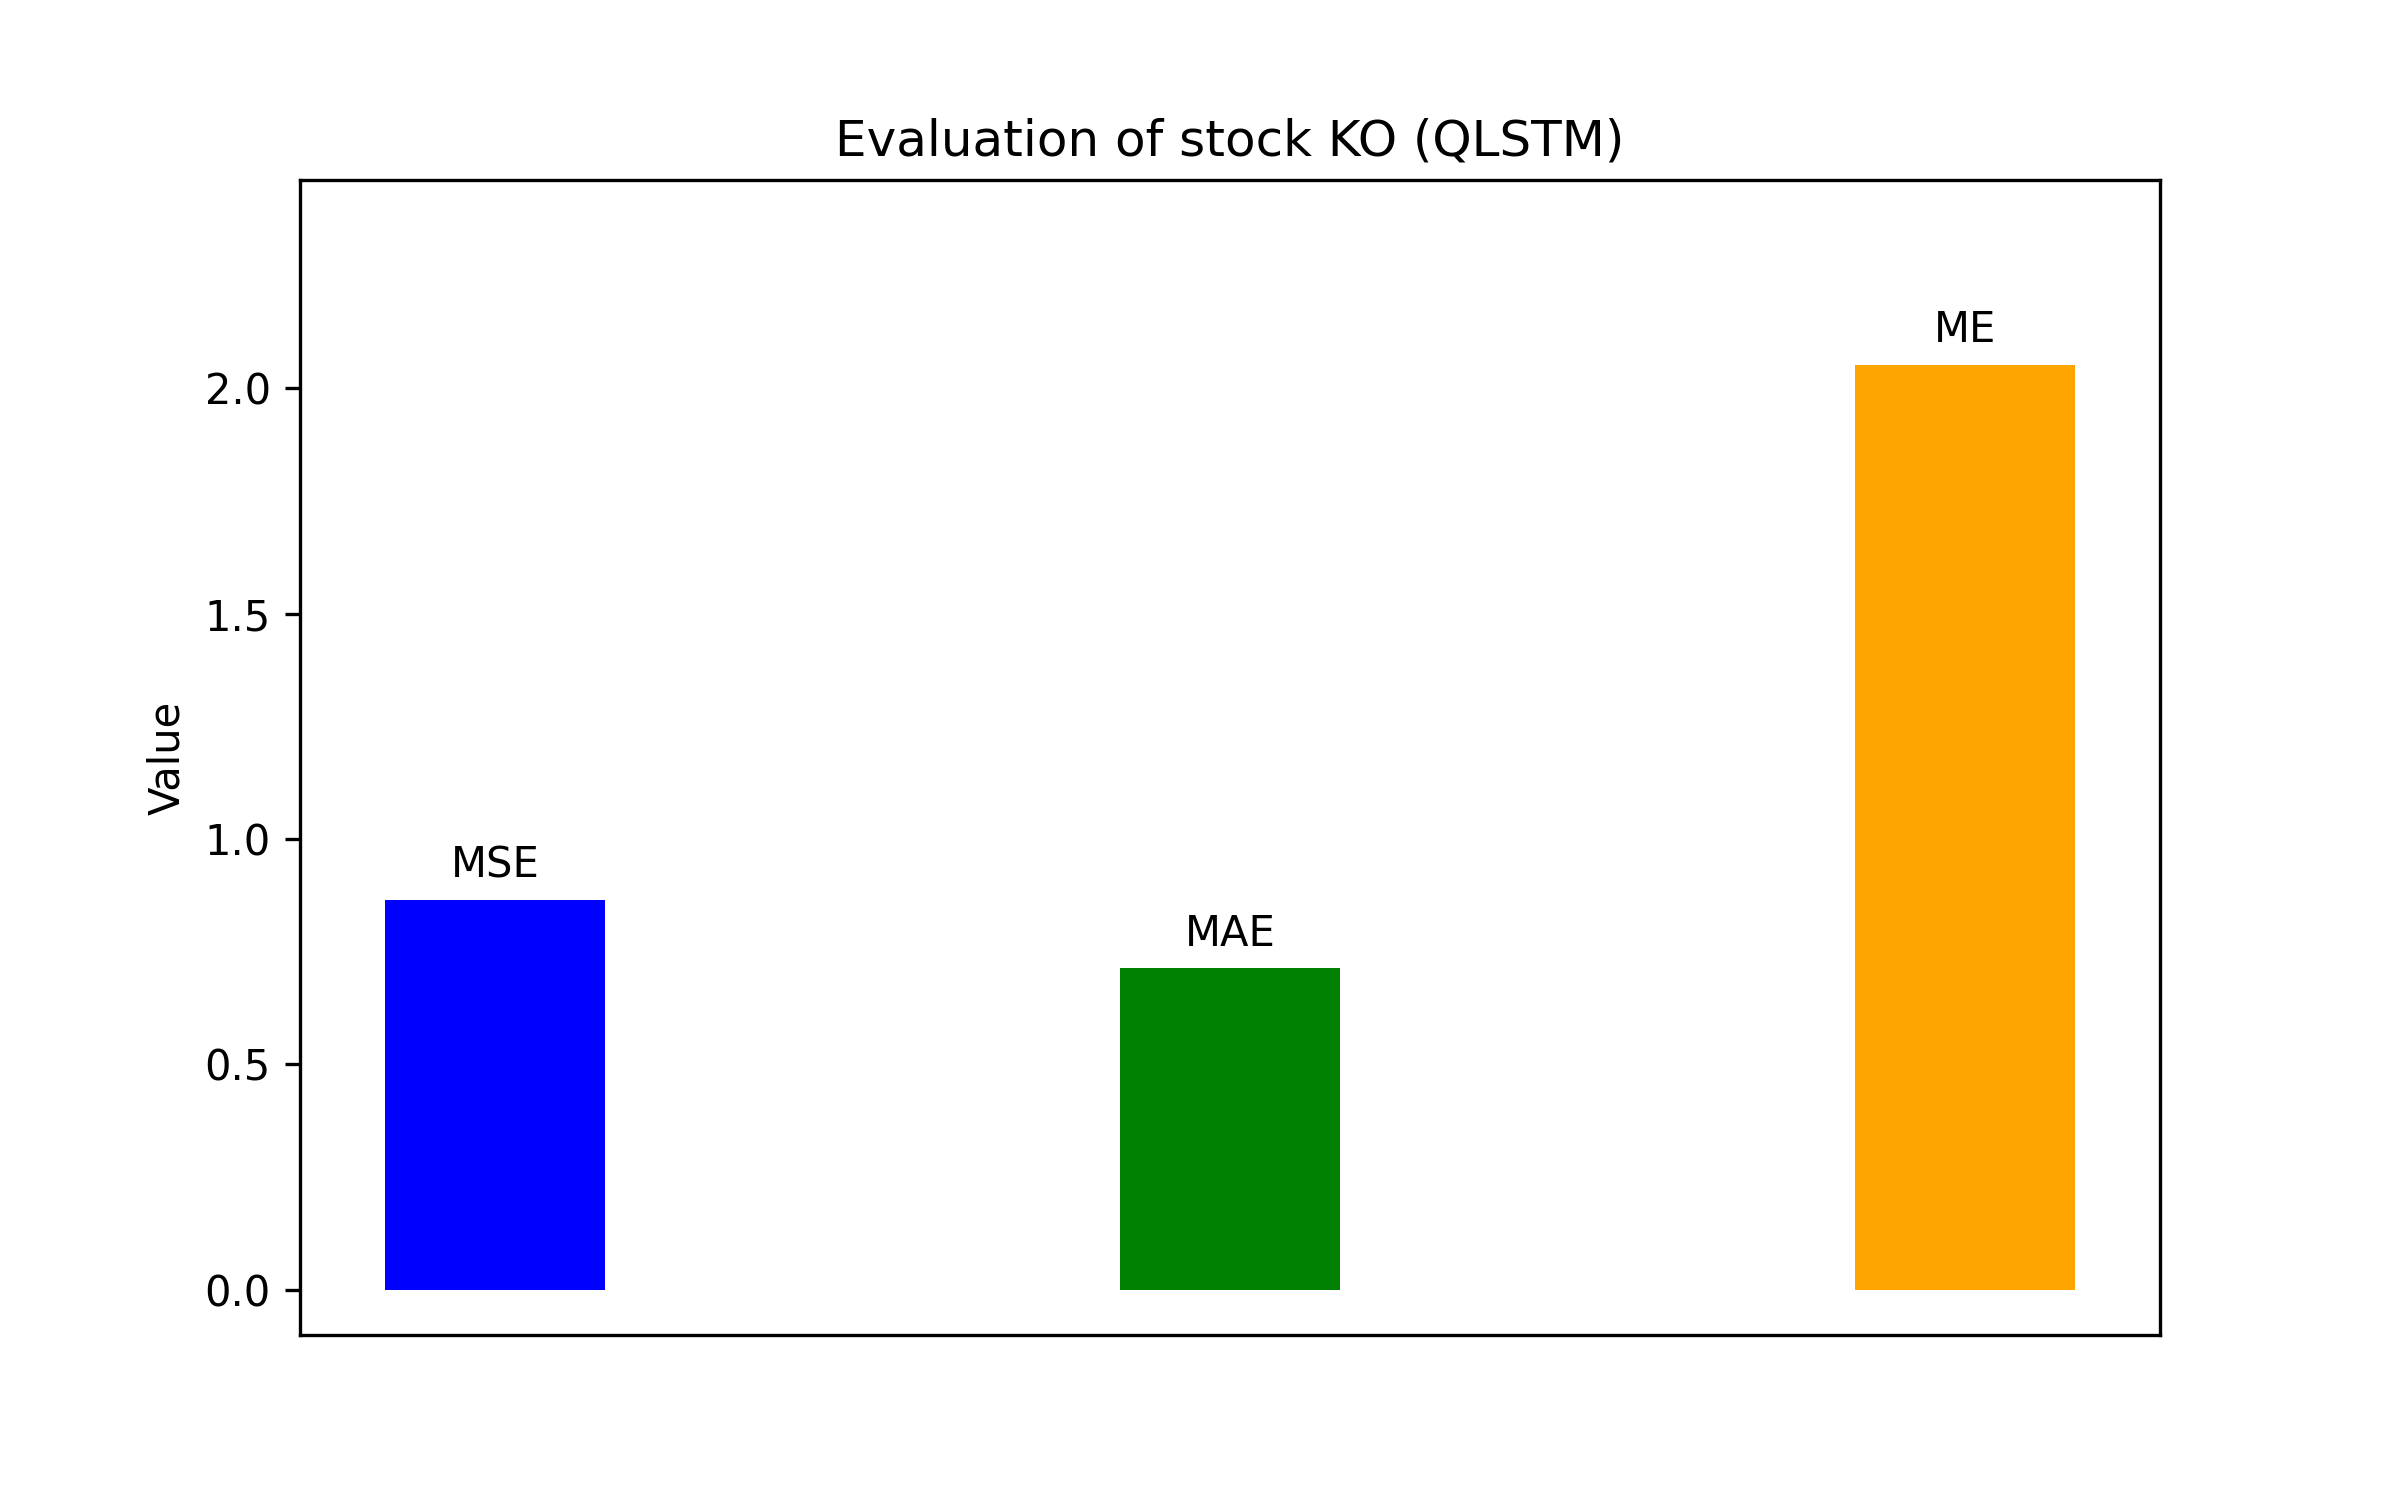 Evaluation of stock KO (QLSTM)
ME
2.0
1.5
Value
1.0
MSE
MAE
0.5
0.0